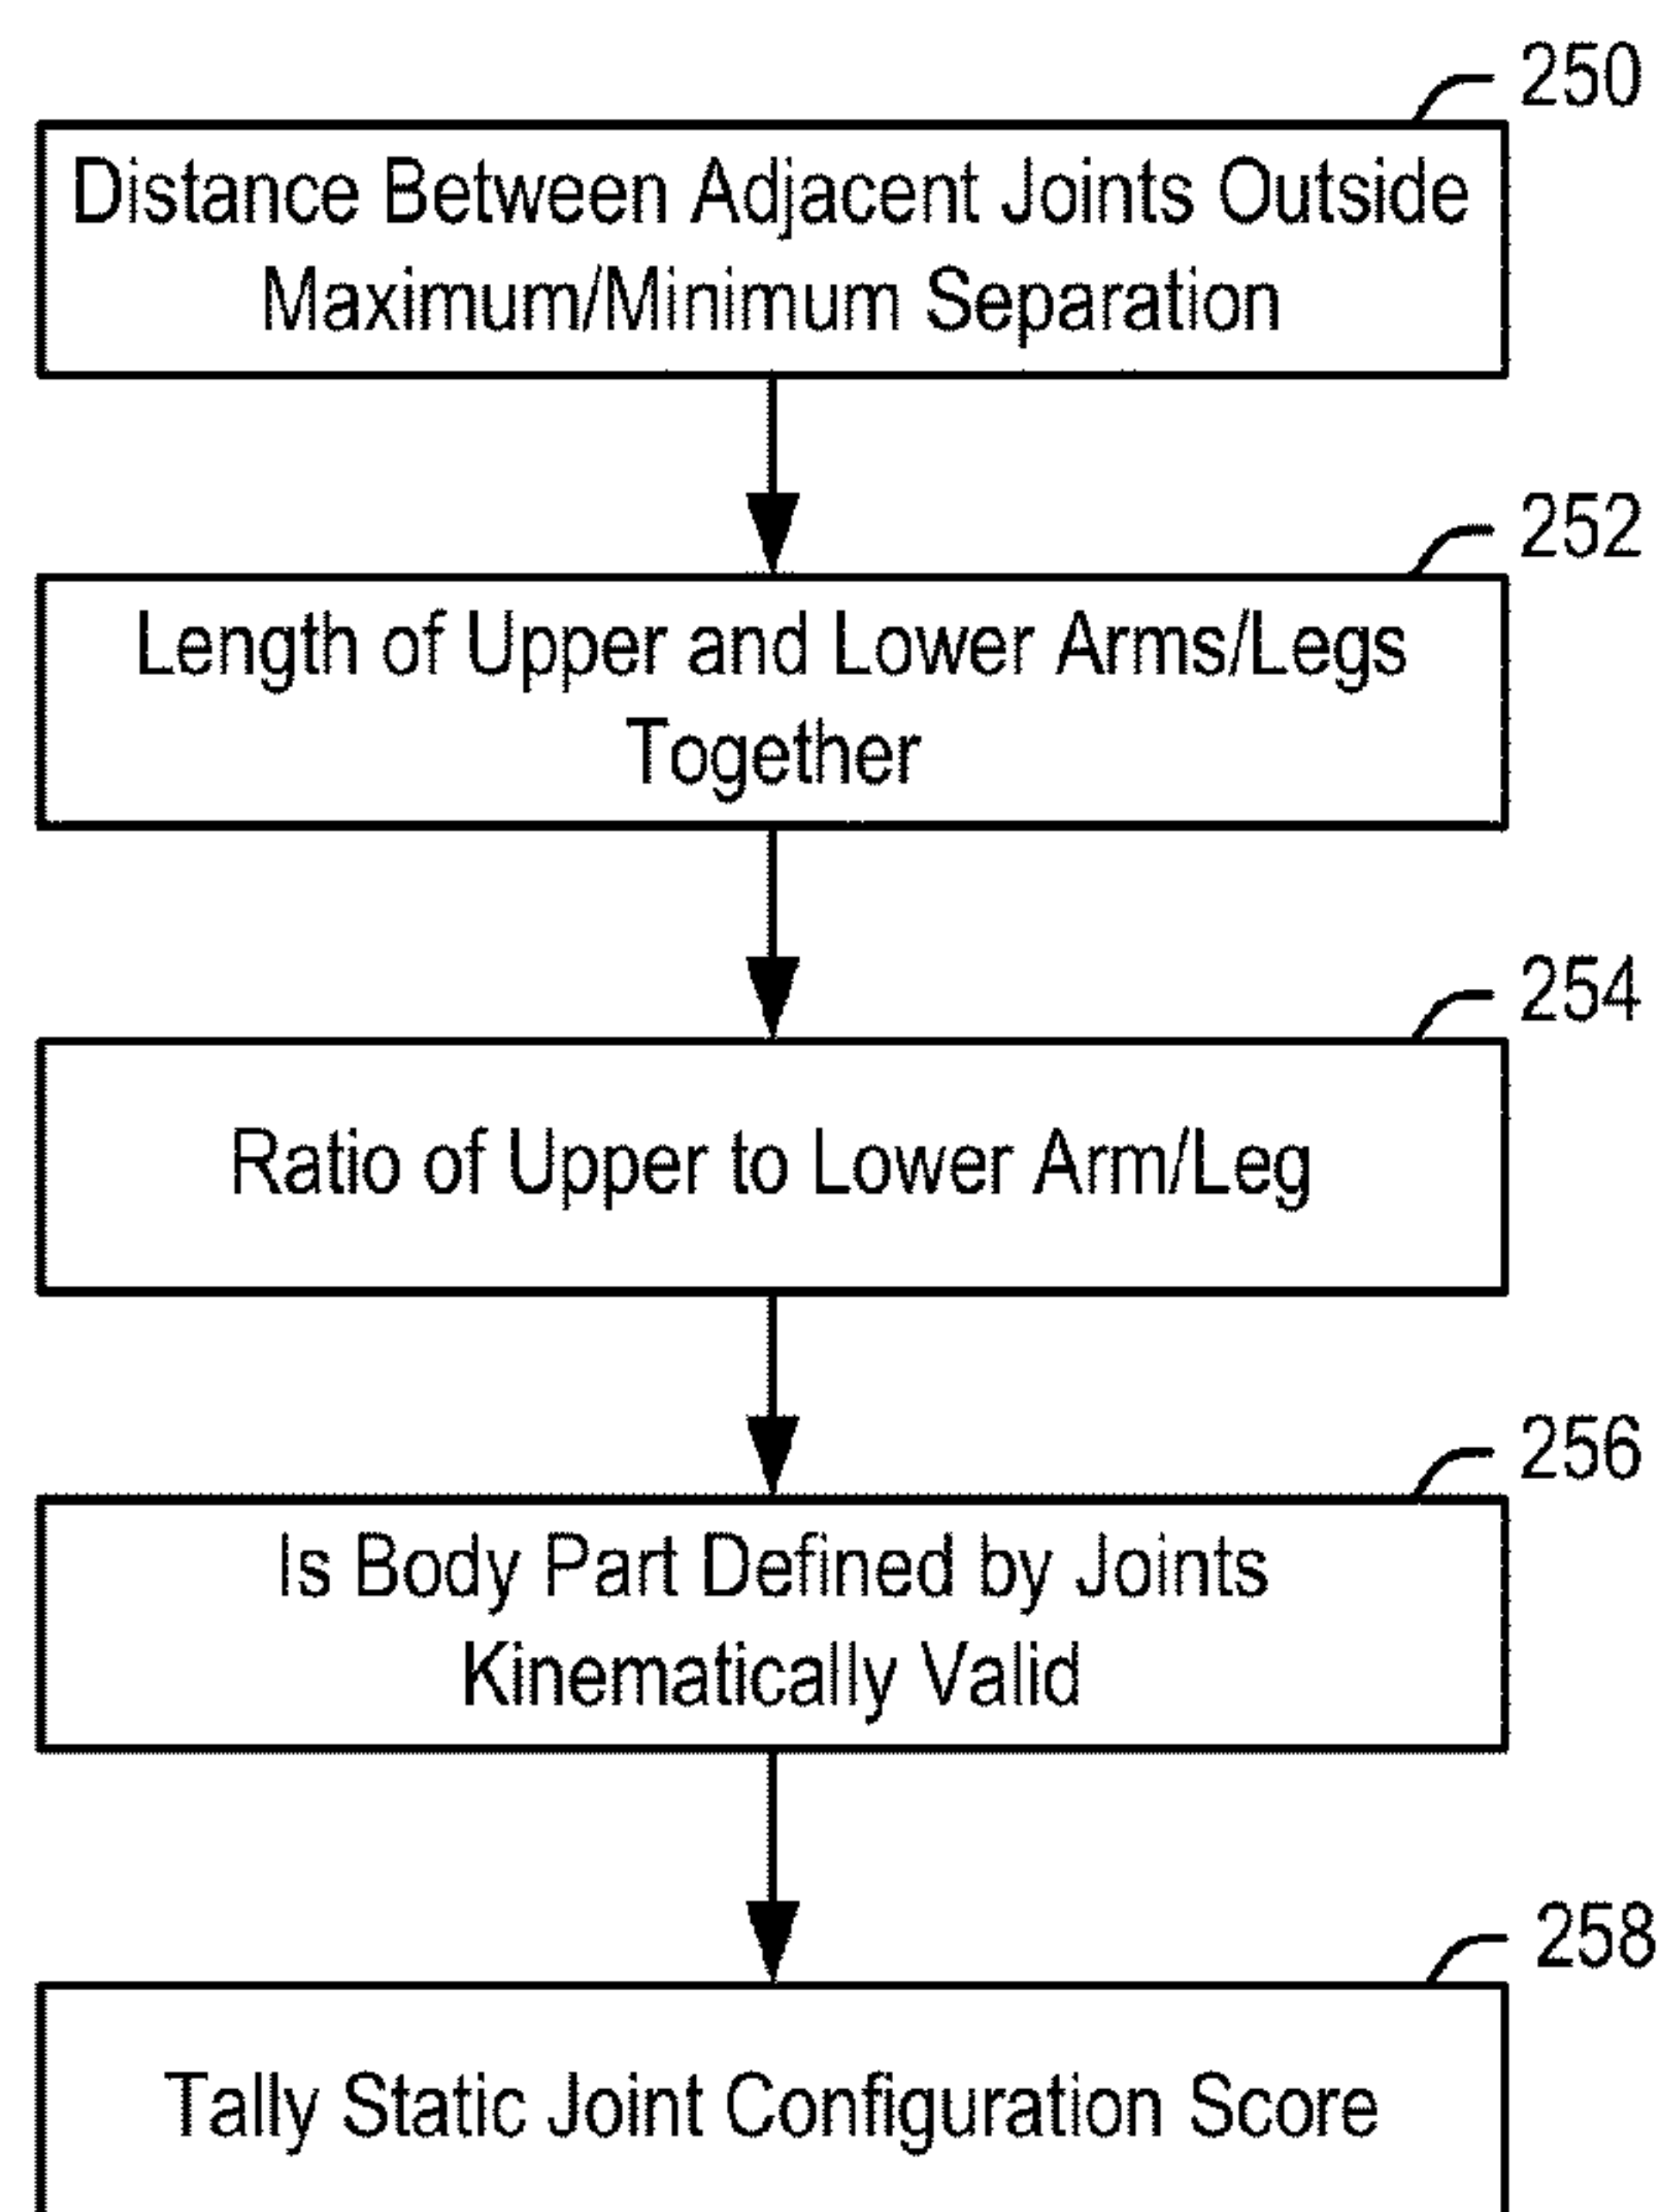 250
Distance Between Adjacent Joints Outside
Maximum/Minimum Separation
252
Length of Upper and Lower Arms/Legs
Together
254
Ratio of Upper to Lower Arm/Leg
256
Is Body Part Defined by Joints
Kinematically Valid
258
Tally Static Joint Configuration Score